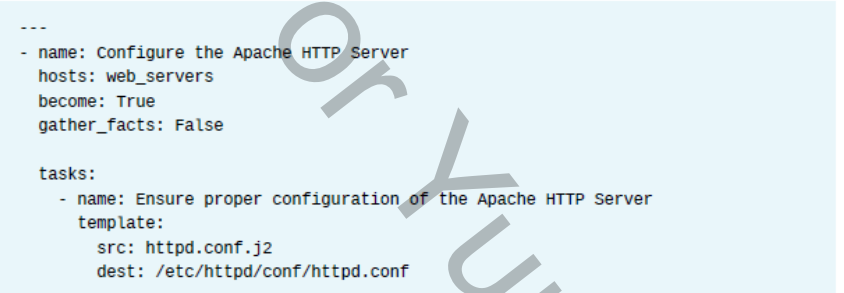 ---
- name: Configure the Apache HTTP Server
  hosts: web_servers
  become: True
  gather_facts: False

  tasks:
    - name: Ensure proper configuration of the Apache HTTP Server
      template:
        src: httpd.conf.j2
        dest: /etc/httpd/conf/httpd.conf
or Yu